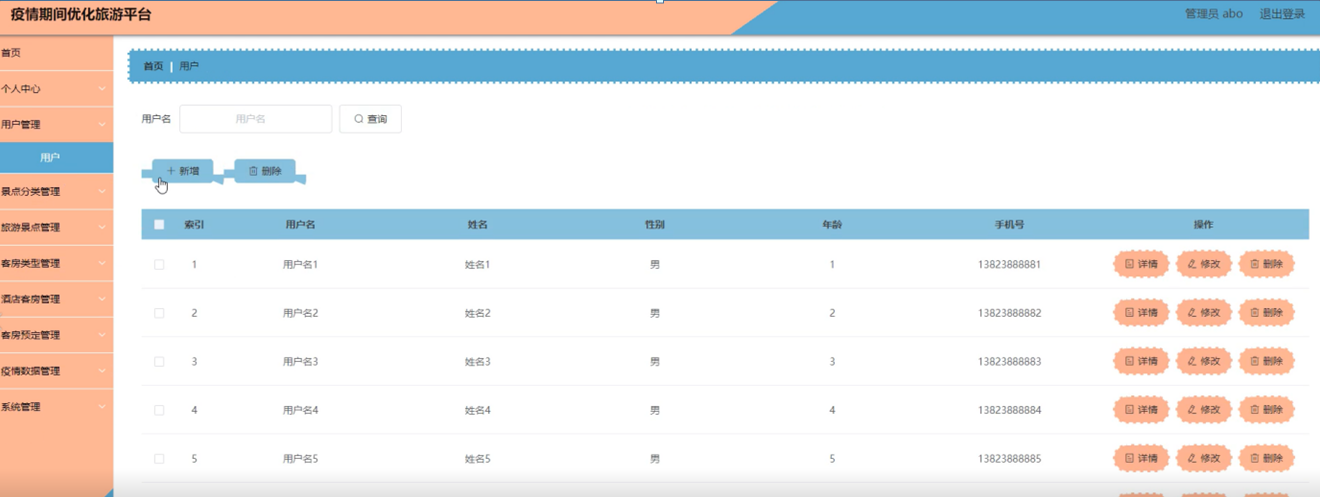 疫情期间优化旅游平台
管理员 abo 退出登录
首页
个人中心
用户管理
用户
景点分类管理
旅游景点管理
客房类型管理
酒店客房管理
客房预定管理
疫情数据管理
系统管理
首页 | 用户
用户名 用户名 查询
新增 删除
索引 用户名 姓名 性别 年龄 手机号 操作
1 用户名1 姓名1 男 1 13823888881 详情 修改 删除
2 用户名2 姓名2 男 2 13823888882 详情 修改 删除
3 用户名3 姓名3 男 3 13823888883 详情 修改 删除
4 用户名4 姓名4 男 4 13823888884 详情 修改 删除
5 用户名5 姓名5 男 5 13823888885 详情 修改 删除